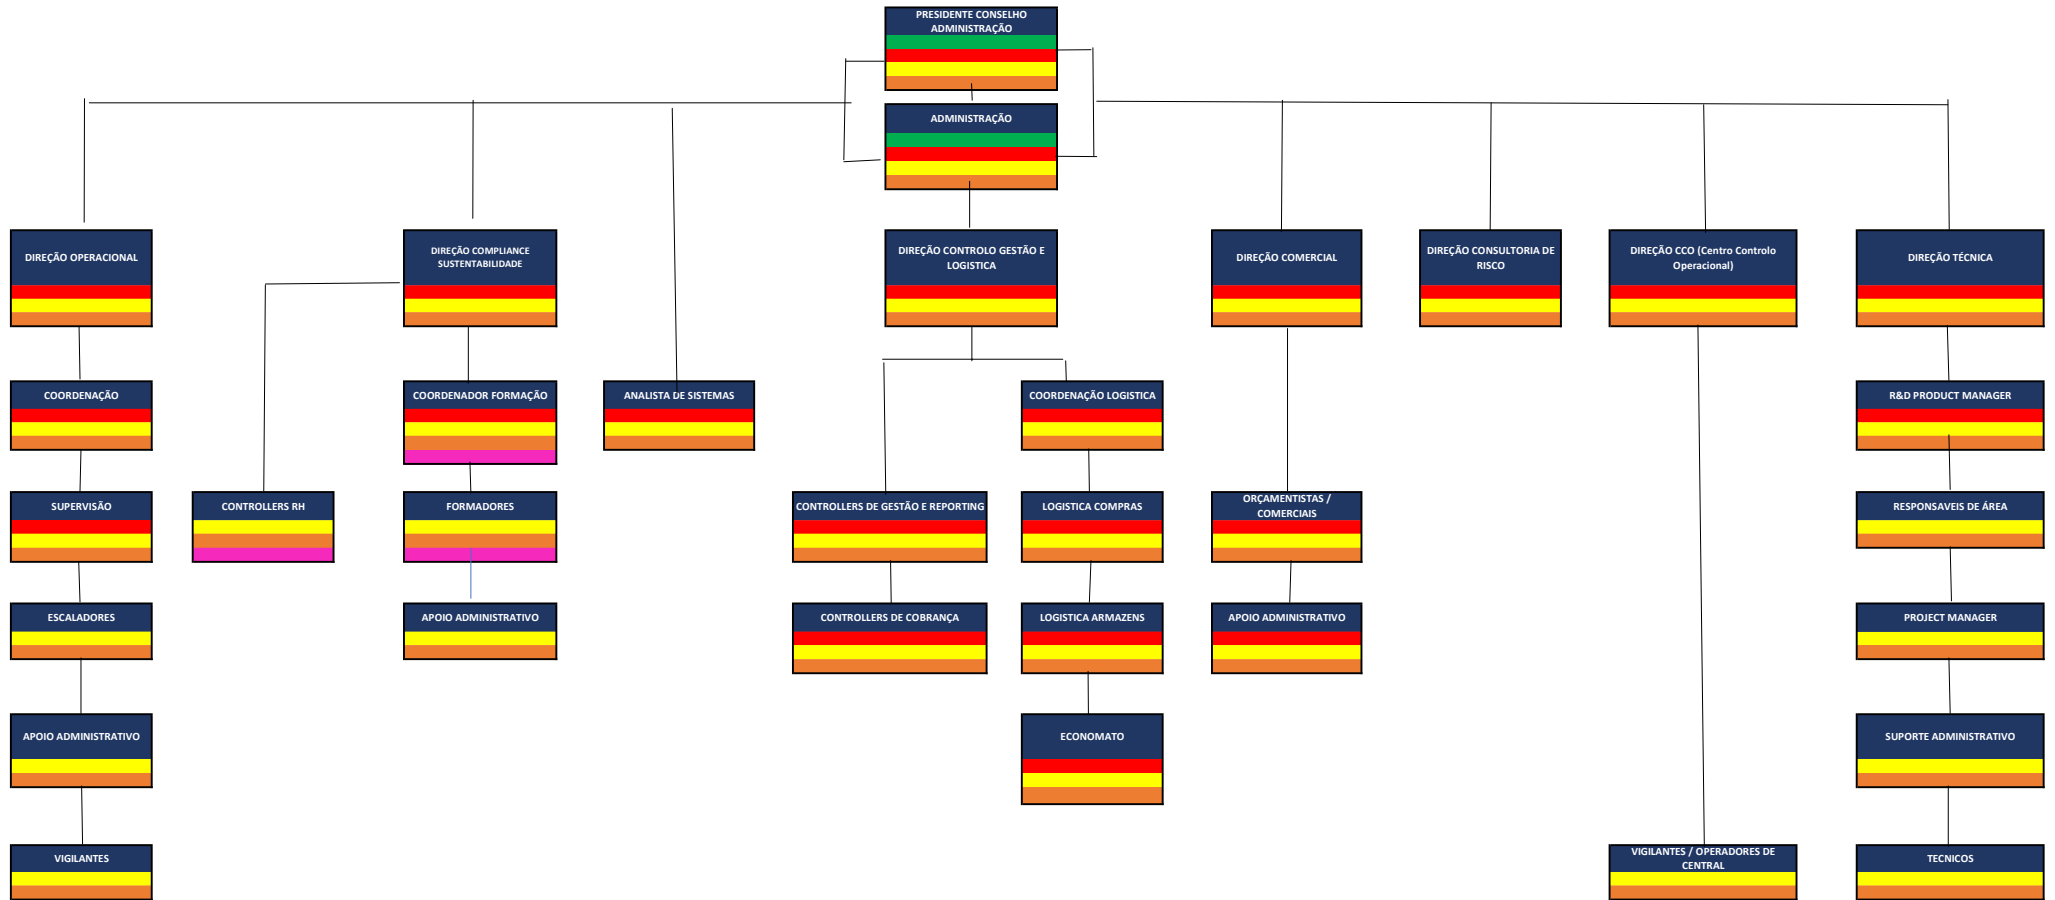 PRESIDENTE CONSELHO
ADMINISTRAÇÃO
ADMINISTRAÇÃO
DIREÇÃO OPERACIONAL
DIREÇÃO COMPLIANCE
SUSTENTABILIDADE
DIREÇÃO CONTROLO GESTÃO E
LOGISTICA
DIREÇÃO COMERCIAL
DIREÇÃO CONSULTORIA DE
RISCO
DIREÇÃO CCO (Centro Controlo
Operacional)
DIREÇÃO TÉCNICA
COORDENAÇÃO
COORDENADOR FORMAÇÃO
ANALISTA DE SISTEMAS
COORDENAÇÃO LOGISTICA
R&D PRODUCT MANAGER
SUPERVISÃO
CONTROLLERS RH
FORMADORES
CONTROLLERS DE GESTÃO E REPORTING
LOGISTICA COMPRAS
ORÇAMENTISTAS /
COMERCIAIS
RESPONSAVEIS DE ÁREA
ESCALADORES
APOIO ADMINISTRATIVO
CONTROLLERS DE COBRANÇA
LOGISTICA ARMAZENS
APOIO ADMINISTRATIVO
PROJECT MANAGER
APOIO ADMINISTRATIVO
ECONOMATO
SUPORTE ADMINISTRATIVO
VIGILANTES
VIGILANTES / OPERADORES DE
CENTRAL
TECNICOS